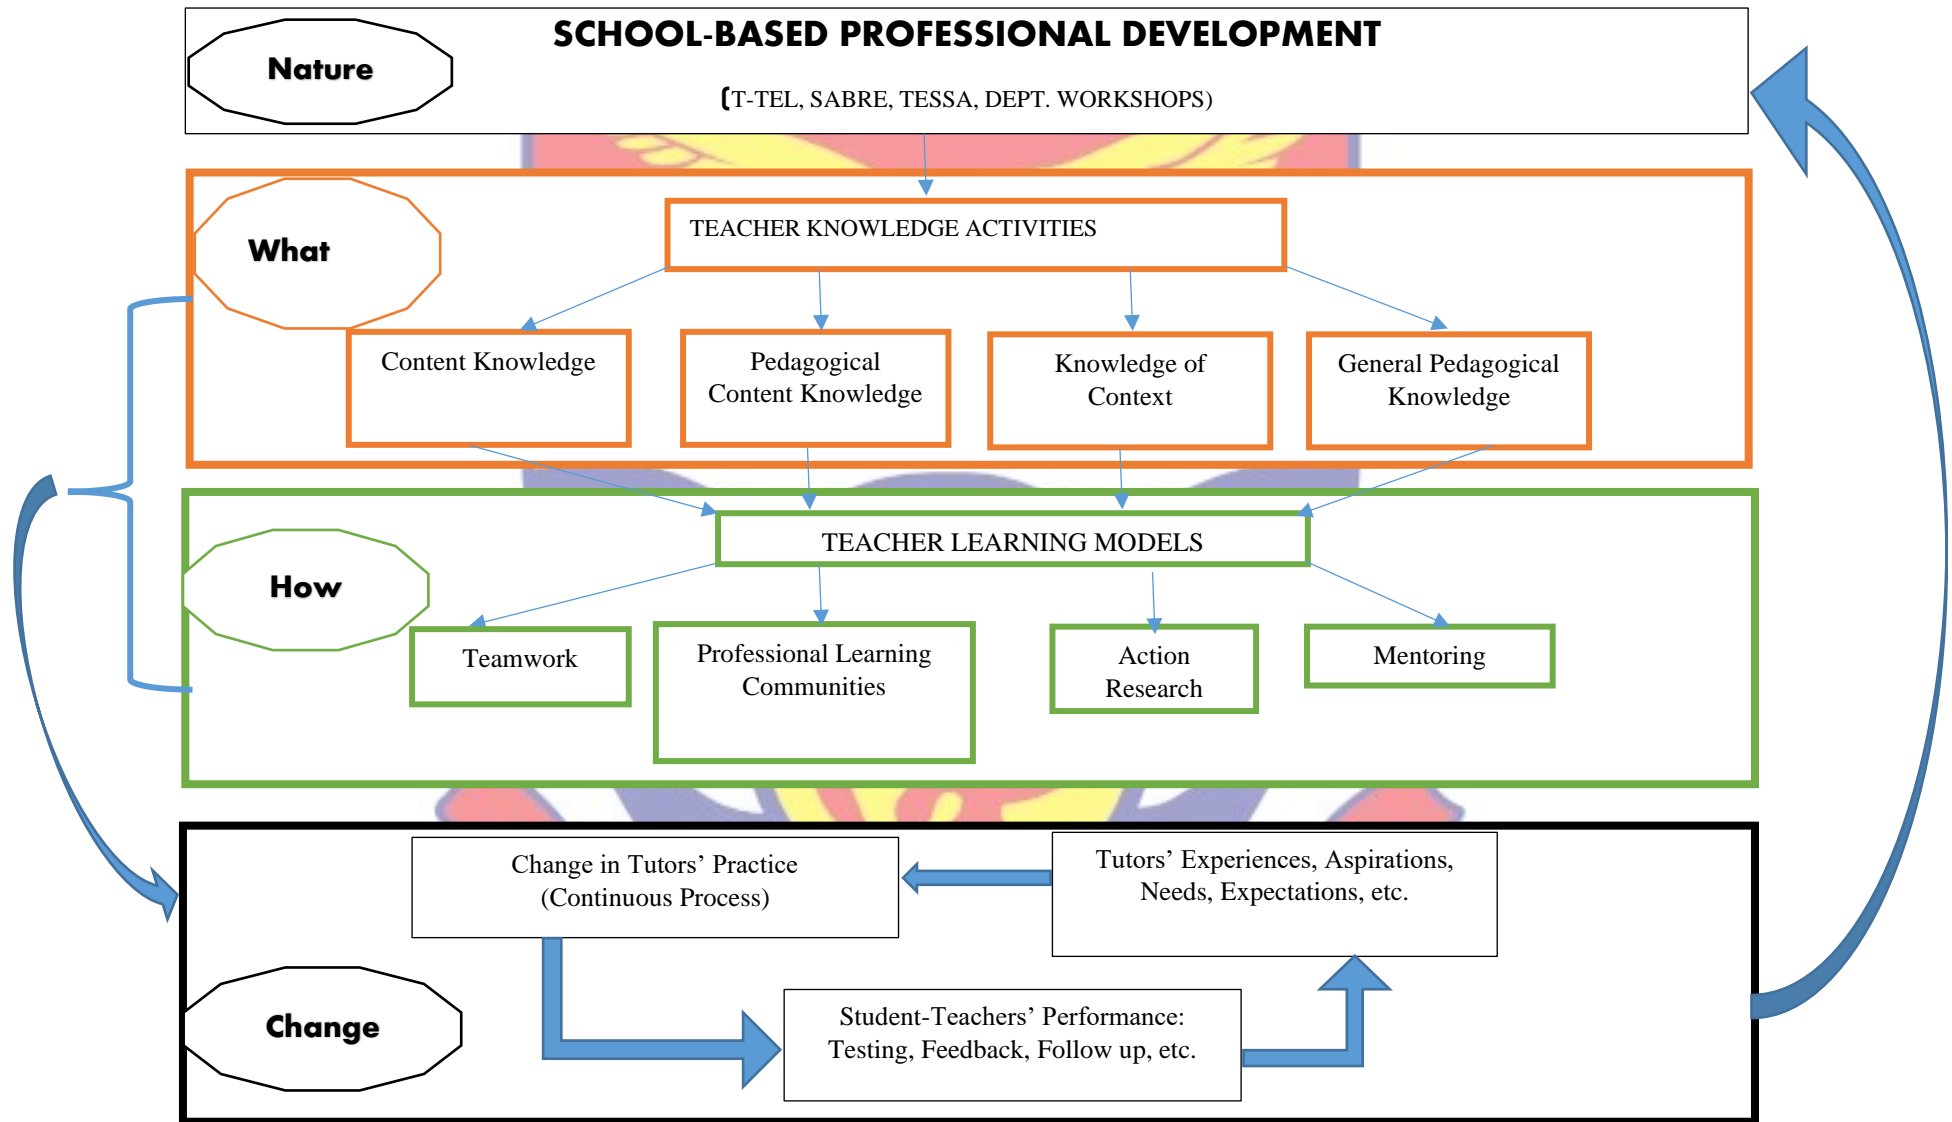 SCHOOL-BASED PROFESSIONAL DEVELOPMENT
Nature
(T-TEL, SABRE, TESSA, DEPT. WORKSHOPS)
What
TEACHER KNOWLEDGE ACTIVITIES
Content Knowledge
Pedagogical
Content Knowledge
Knowledge of
Context
General Pedagogical
Knowledge
How
TEACHER LEARNING MODELS
Teamwork
Professional Learning
Communities
Action
Research
Mentoring
Change in Tutors’ Practice
(Continuous Process)
Tutors’ Experiences, Aspirations,
Needs, Expectations, etc.
Change
Student-Teachers’ Performance:
Testing, Feedback, Follow up, etc.